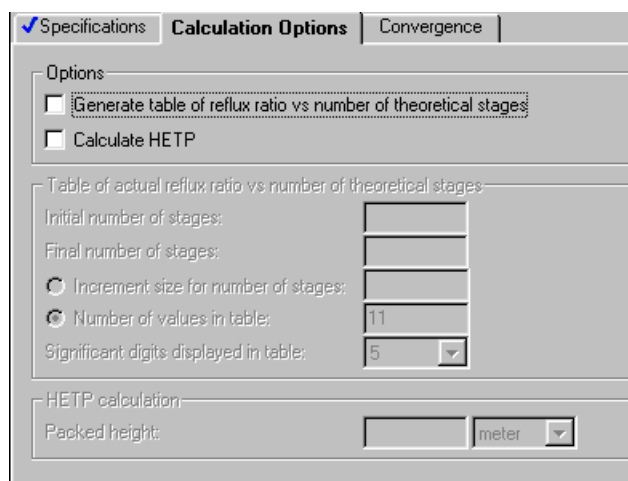 Specifications Calculation Options Convergence
Options
Generate table of reflux ratio vs number of theoretical stages
Calculate HETP
Table of actual reflux ratio vs number of theoretical stages
Initial number of stages:
Final number of stages:
Increment size for number of stages:
Number of values in table: 11
Significant digits displayed in table: 5
HETP calculation
Packed height: meter